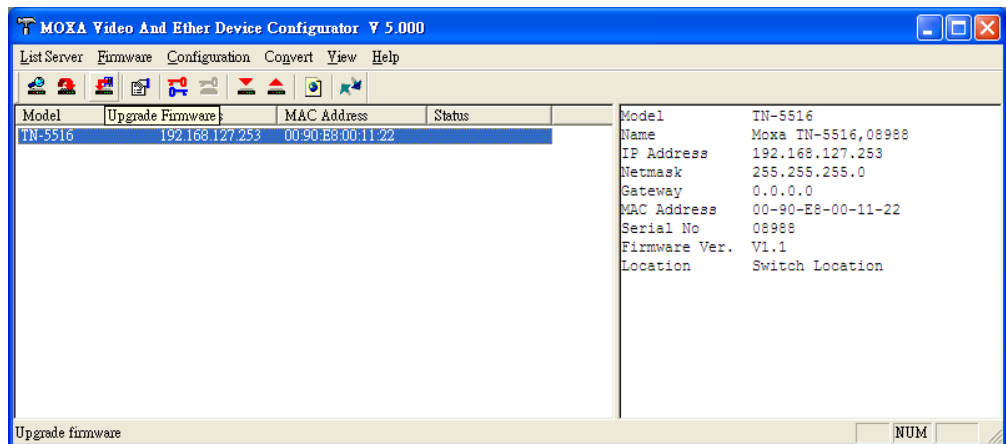 MOXA Video And Ether Device Configurator V 5.000
List Server Firmware Configuration Convert View Help
Model Upgrade Firmware MAC Address Status
TN-5516 192.168.127.253 00:90:E8:00:11:22
Model TN-5516
Name Moxa TN-5516,08988
IP Address 192.168.127.253
Netmask 255.255.255.0
Gateway 0.0.0.0
MAC Address 00-90-E8-00-11-22
Serial No 08988
Firmware Ver. V1.1
Location Switch Location
Upgrade firmware NUM